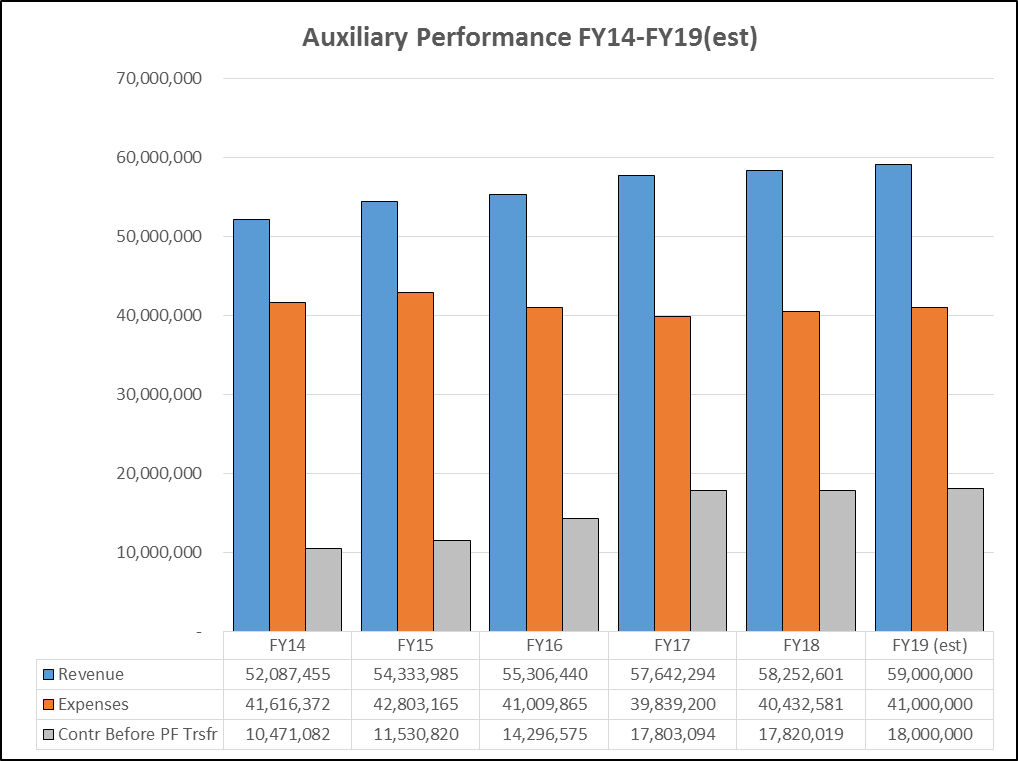 Auxiliary Performance FY14-FY19(est)
70,000,000
60,000,000
50,000,000
40,000,000
30,000,000
20,000,000
10,000,000
-
FY14 FY15 FY16 FY17 FY18 FY19 (est)
Revenue 52,087,455 54,333,985 55,306,440 57,642,294 58,252,601 59,000,000
Expenses 41,616,372 42,803,165 41,009,865 39,839,200 40,432,581 41,000,000
Contr Before PF Trsfr 10,471,082 11,530,820 14,296,575 17,803,094 17,820,019 18,000,000